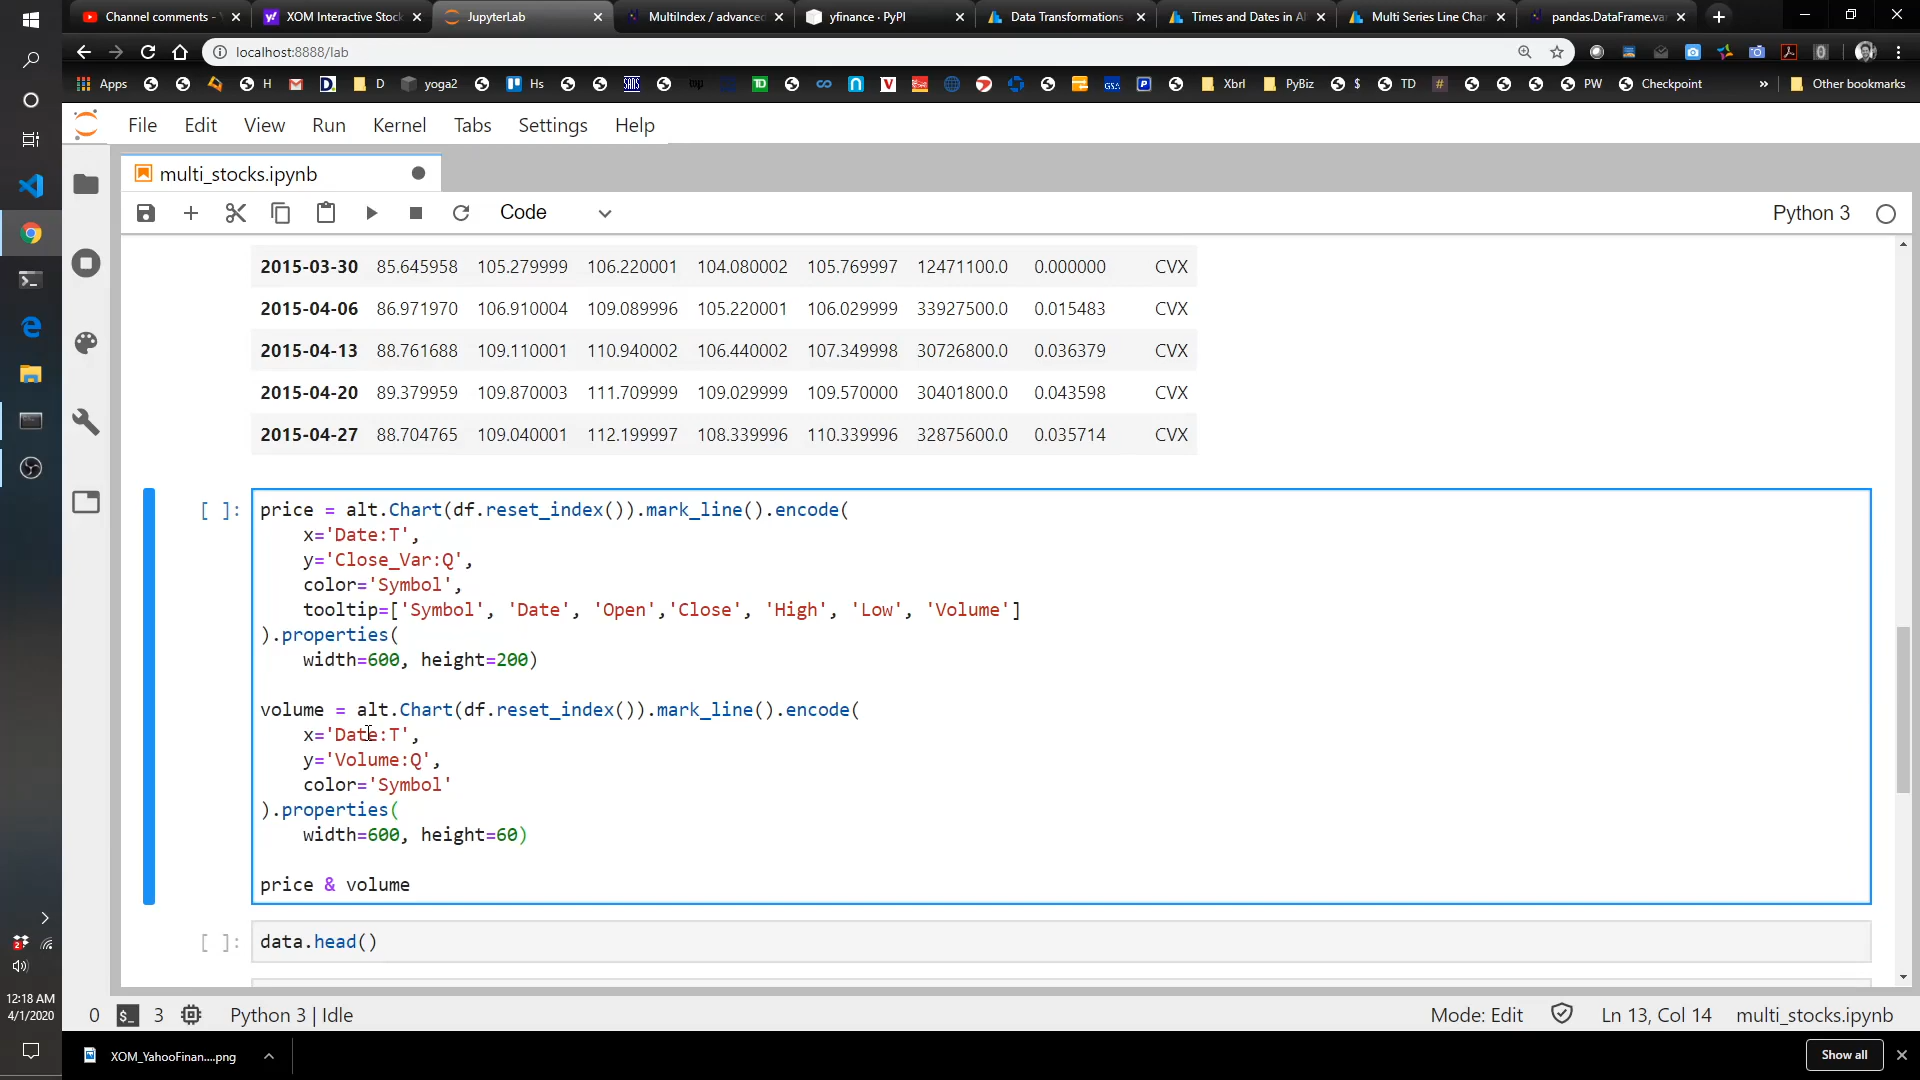 Channel comments -
XOM Interactive Stock
JupyterLab
MultiIndex / advanced
yfinance · PyPI
Data Transformations
Times and Dates in Al
Multi Series Line Char
pandas.DataFrame.va
localhost:8888/lab
Apps
H
D
yoga2
Hs
Xbrl
PyBiz
$
TD
PW
Checkpoint
»
Other bookmarks
File Edit View Run Kernel Tabs Settings Help
multi_stocks.ipynb
Code
Python 3
2015-03-30 85.645958 105.279999 106.220001 104.080002 105.769997 12471100.0 0.000000 CVX
2015-04-06 86.971970 106.910004 109.089996 105.220001 106.029999 33927500.0 0.015483 CVX
2015-04-13 88.761688 109.110001 110.940002 106.440002 107.349998 30726800.0 0.036379 CVX
2015-04-20 89.379959 109.870003 111.709999 109.029999 109.570000 30401800.0 0.043598 CVX
2015-04-27 88.704765 109.040001 112.199997 108.339996 110.339996 32875600.0 0.035714 CVX
[ ]: price = alt.Chart(df.reset_index()).mark_line().encode(
x='Date:T',
y='Close_Var:Q',
color='Symbol',
tooltip=['Symbol', 'Date', 'Open','Close', 'High', 'Low', 'Volume']
).properties(
width=600, height=200)
volume = alt.Chart(df.reset_index()).mark_line().encode(
x='Date:T',
y='Volume:Q',
color='Symbol'
).properties(
width=600, height=60)
price & volume
[ ]: data.head()
12:18 AM
4/1/2020
0 3 Python 3 | Idle
Mode: Edit Ln 13, Col 14 multi_stocks.ipynb
XOM_YahooFinan....png
Show all